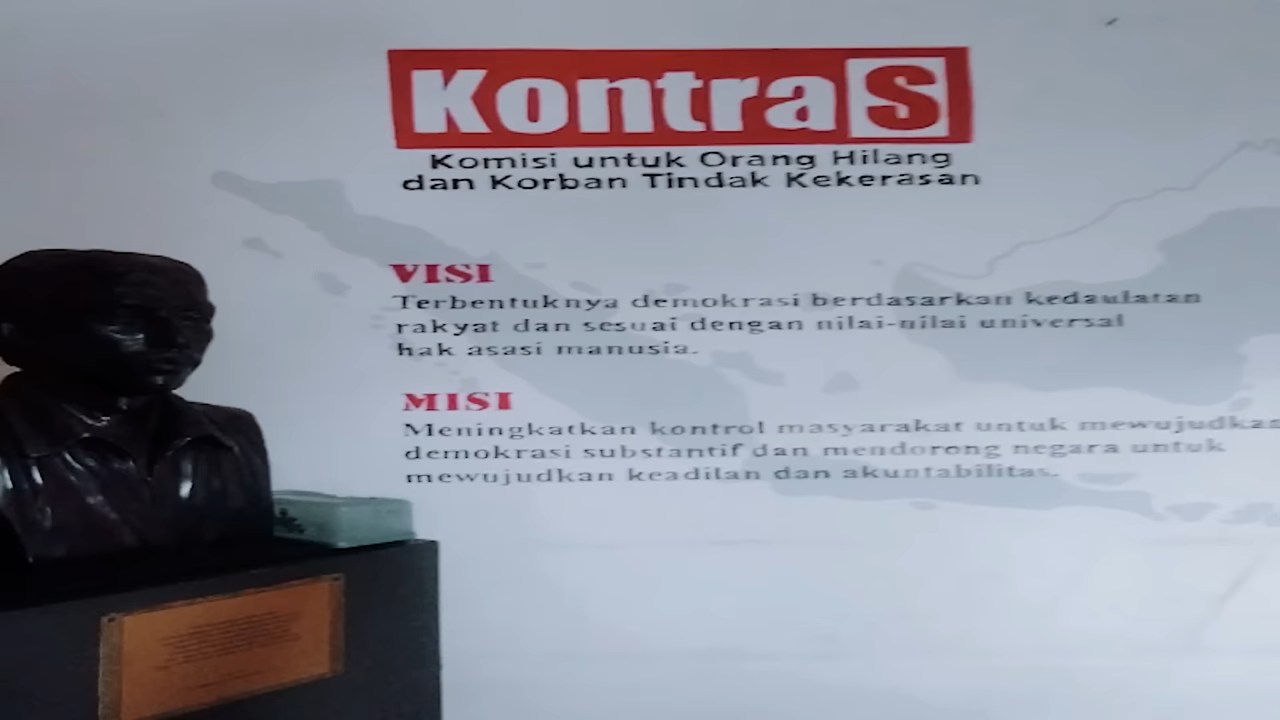 KontraS
Komisi untuk Orang Hilang
dan Korban Tindak Kekerasan
VISI
Terbentuknya demokrasi berdasarkan kedaulatan
rakyat dan sesuai dengan nilai-nilai universal
hak asasi manusia.
MISI
Meningkatkan kontrol masyarakat untuk mewujudkan
demokrasi substantif dan mendorong negara untuk
mewujudkan keadilan dan akuntabilitas.